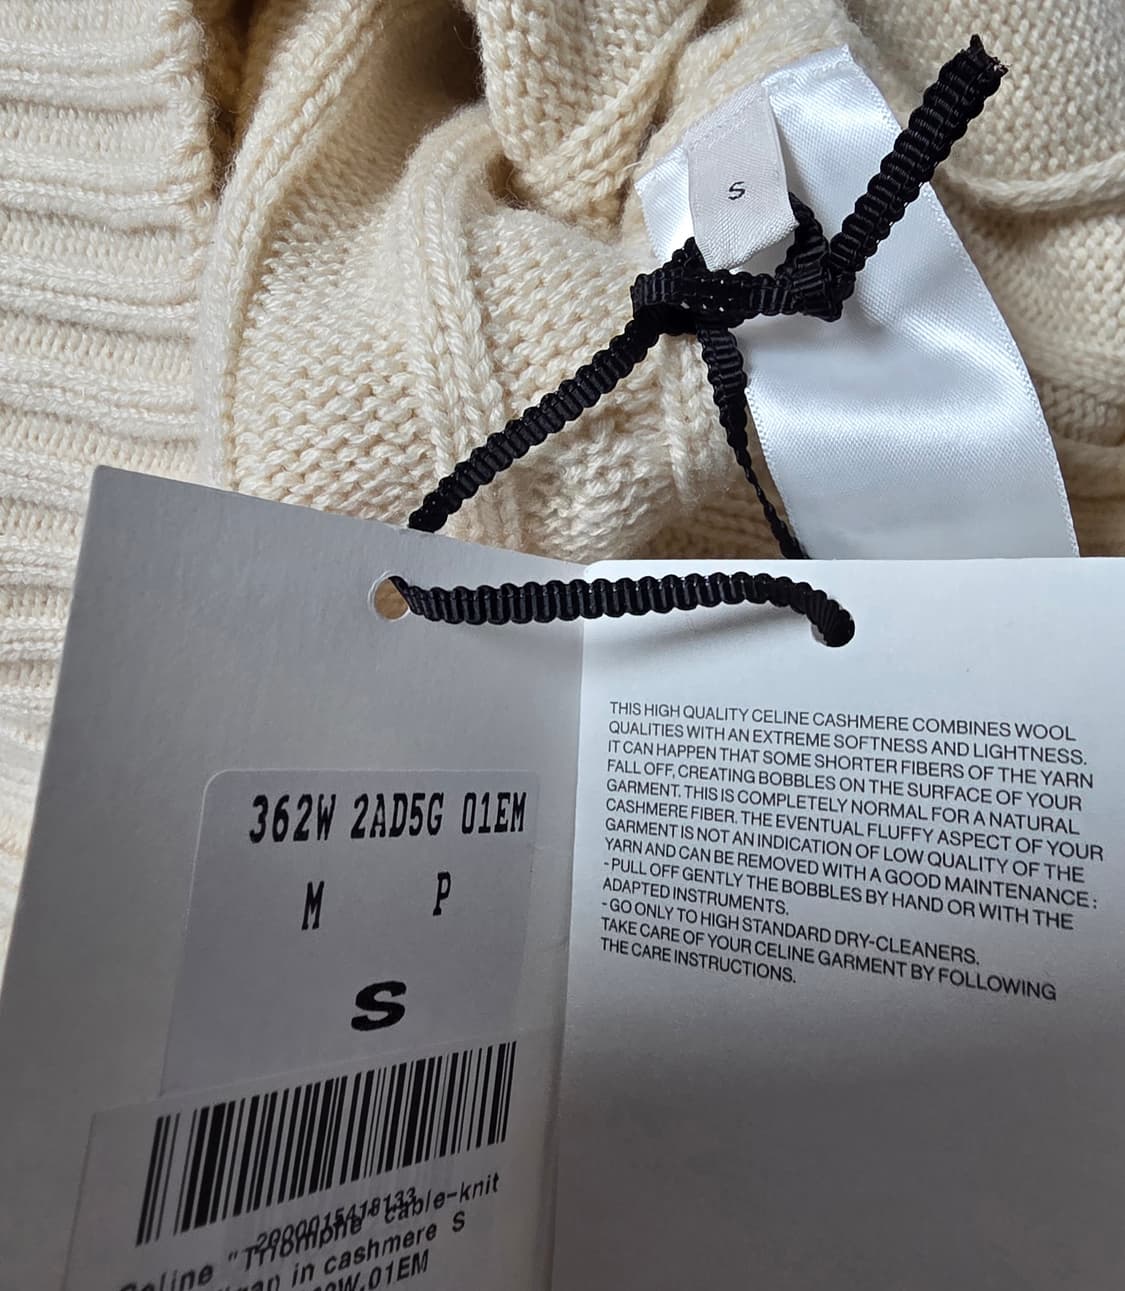 S
362W 2AD5G 01EM
M P
S
2000015418133
Celine "Triomphe" cable-knit
in cashmere S
01EM
THIS HIGH QUALITY CELINE CASHMERE COMBINES WOOL
QUALITIES WITH AN EXTREME SOFTNESS AND LIGHTNESS.
IT CAN HAPPEN THAT SOME SHORTER FIBERS OF THE YARN
FALL OFF, CREATING BOBBLES ON THE SURFACE OF YOUR
GARMENT. THIS IS COMPLETELY NORMAL FOR A NATURAL
CASHMERE FIBER. THE EVENTUAL FLUFFY ASPECT OF YOUR
GARMENT IS NOT AN INDICATION OF LOW QUALITY OF THE
YARN AND CAN BE REMOVED WITH A GOOD MAINTENANCE :
- PULL OFF GENTLY THE BOBBLES BY HAND OR WITH THE
ADAPTED INSTRUMENTS.
- GO ONLY TO HIGH STANDARD DRY-CLEANERS.
TAKE CARE OF YOUR CELINE GARMENT BY FOLLOWING
THE CARE INSTRUCTIONS.